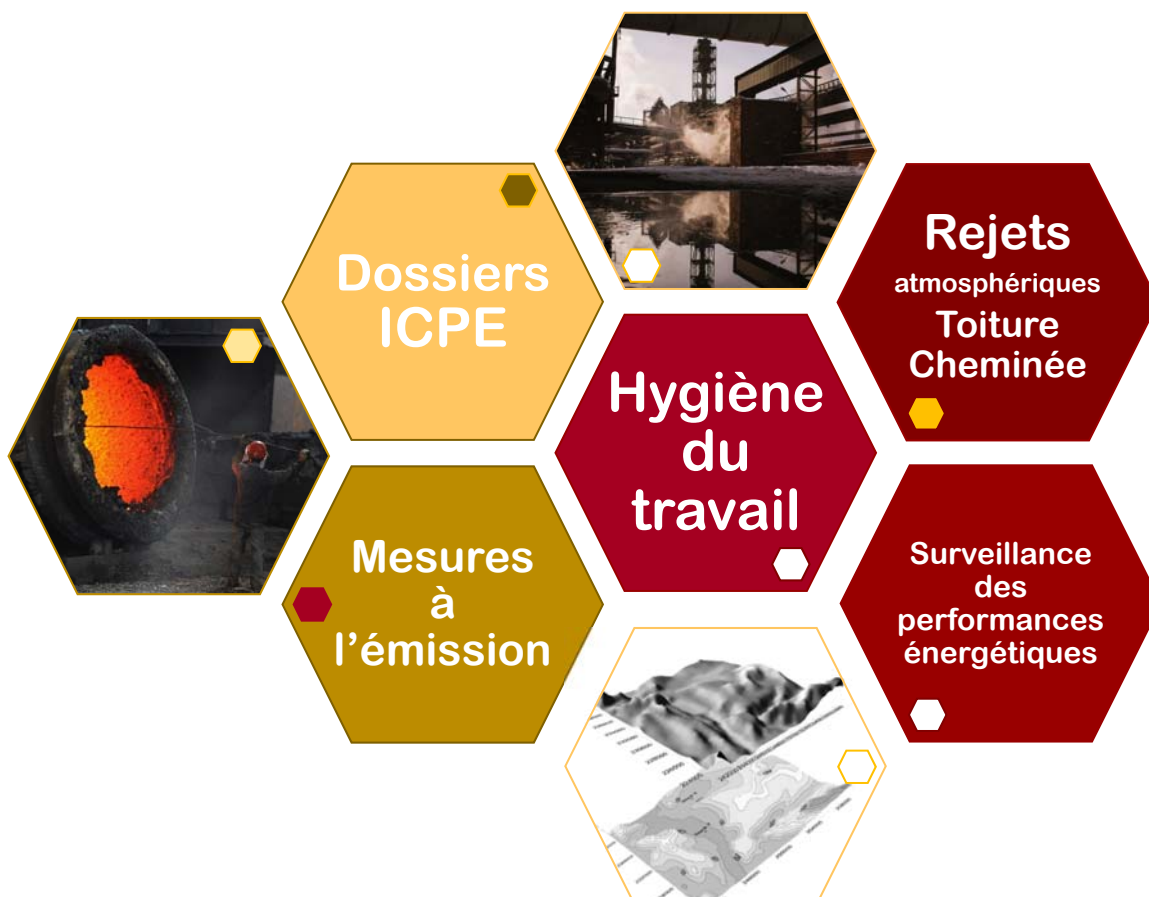 Dossiers
ICPE
Rejets
atmosphériques
Toiture
Cheminée
Hygiène
du
travail
Mesures
à
l'émission
Surveillance
des
performances
énergétiques